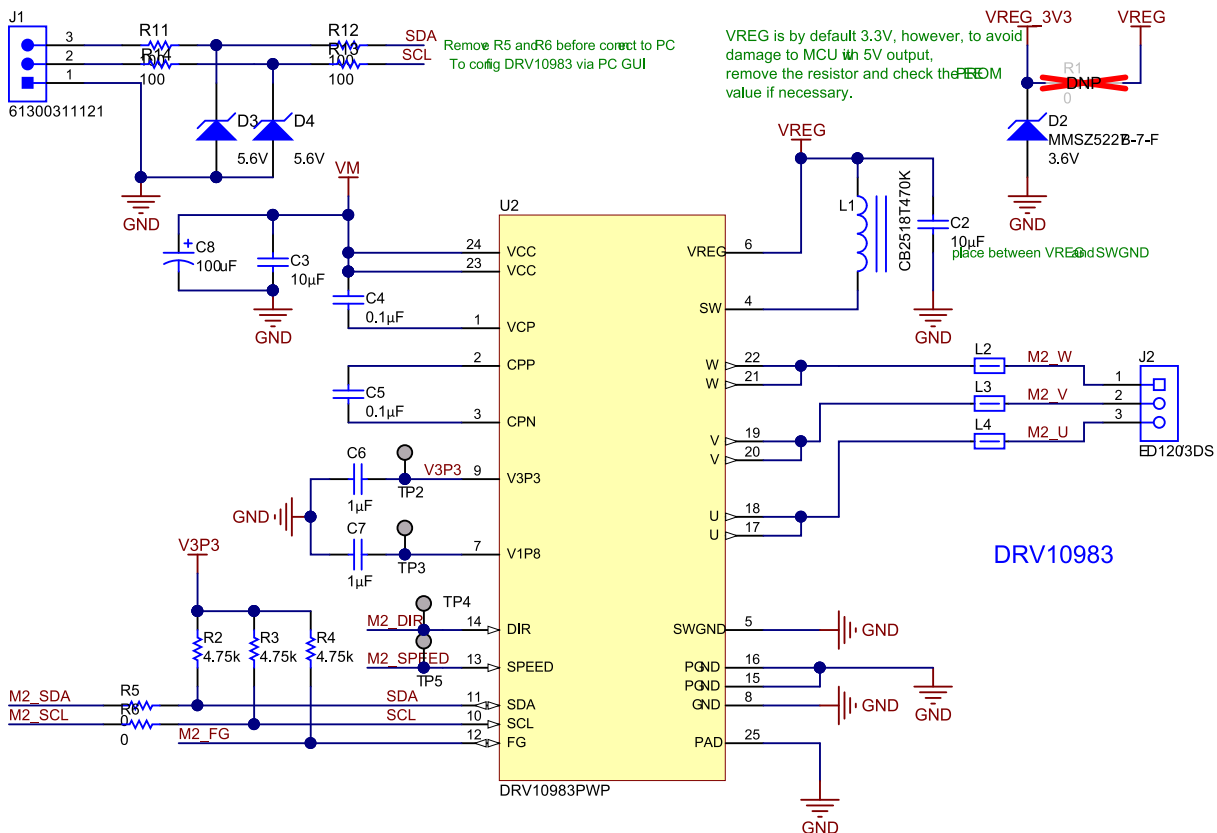 J1
3
2
1
61300311121
R11
R14
100
100
R12
R13
100
100
SDA
SCL
Remove R5 and R6 before connect to PC
To config DRV10983 via PC GUI
D3
5.6V
D4
5.6V
GND
VREG is by default 3.3V, however, to avoid
damage to MCU with 5V output,
remove the resistor and check the
value if necessary.
VREG_3V3
VREG
R1
DNP
0
D2
MMSZ5227B-7-F
3.6V
GND
VM
C8
100uF
C3
10µF
GND
C4
0.1µF
C5
0.1µF
C6
1µF
C7
1µF
GND
V3P3
TP2
TP3
U2
24 VCC
23 VCC
1 VCP
2 CPP
3 CPN
9 V3P3
7 V1P8
14 DIR
13 SPEED
11 SDA
10 SCL
12 FG
VREG 6
SW 4
W 22
W 21
V 19
V 20
U 18
U 17
SWGND 5
PGND 16
PGND 15
GND 8
PAD 25
DRV10983PWP
VREG
L1
CB2518T470K
C2
10µF
place between VREG and SWGND
GND
L2
M2_W
L3
M2_V
L4
M2_U
J2
1
2
3
ED1203DS
DRV10983
GND
GND
GND
GND
V3P3
R2
4.75k
R3
4.75k
R4
4.75k
TP4
M2_DIR
M2_SPEED
TP5
M2_SDA
R5
0
SDA
M2_SCL
R6
0
SCL
M2_FG